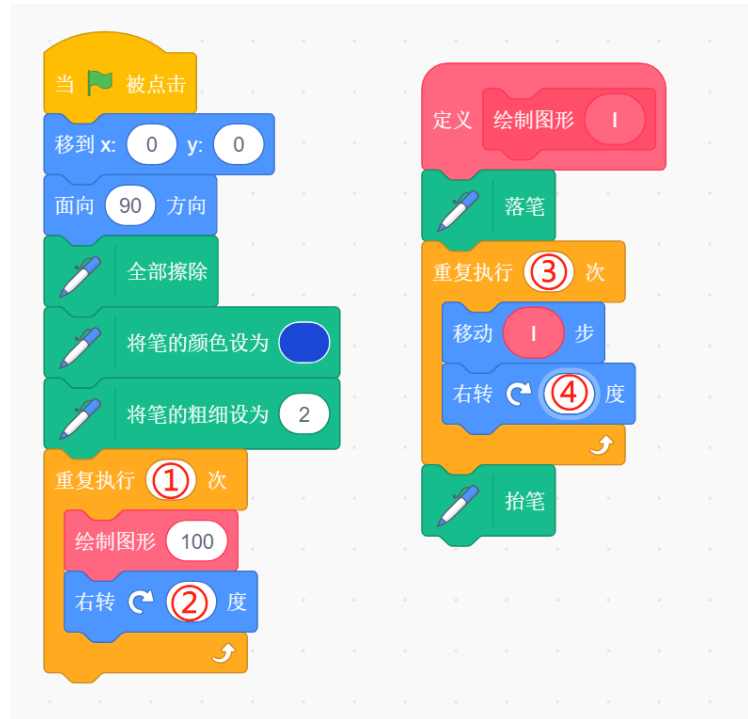 当 被点击
移到 x: 0 y: 0
面向 90 方向
全部擦除
将笔的颜色设为
将笔的粗细设为 2
重复执行 ① 次
绘制图形 100
右转 ② 度
定义 绘制图形 l
落笔
重复执行 ③ 次
移动 l 步
右转 ④ 度
抬笔